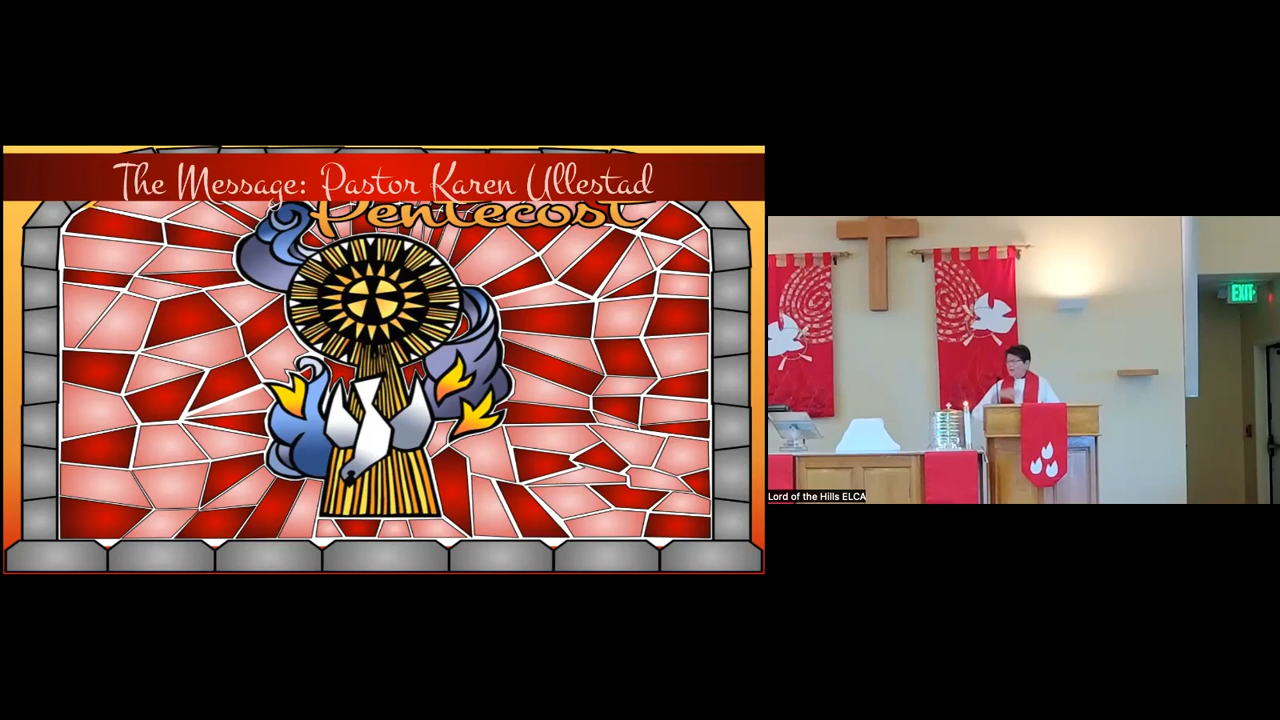 The Message: Pastor Karen Ullestad
Pentecost
EXIT
Lord of the Hills ELCA